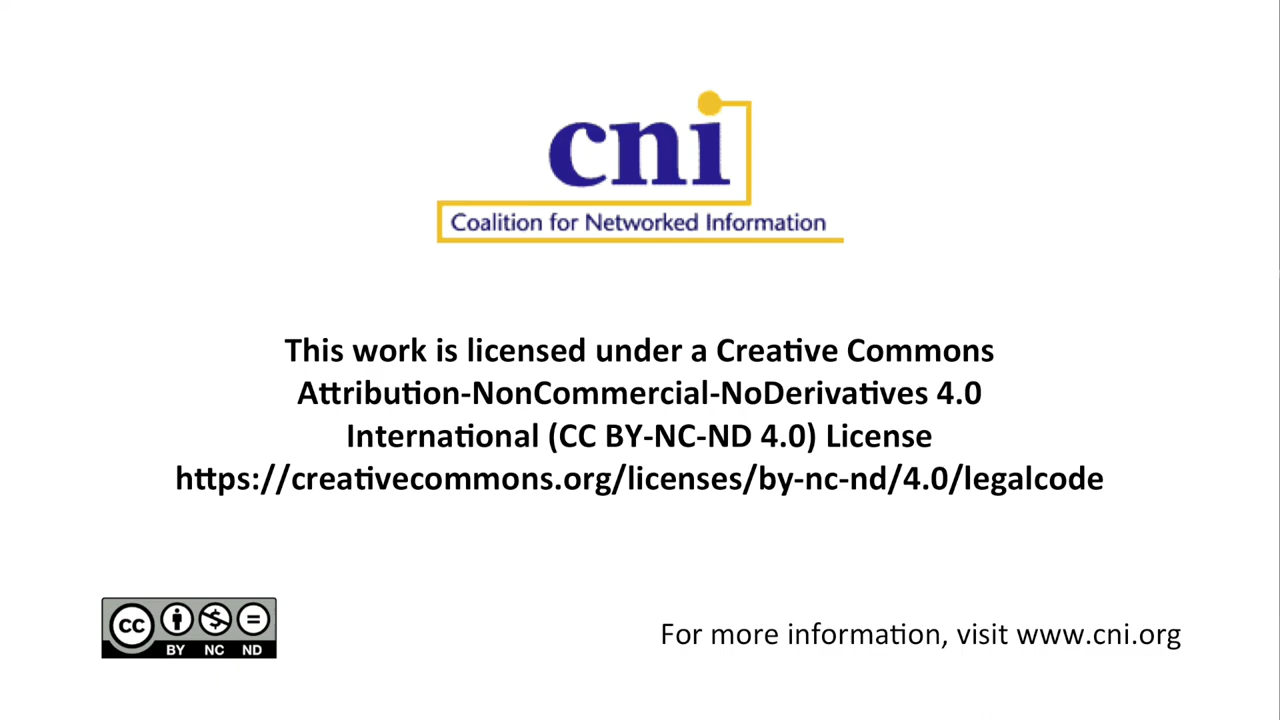 cni
Coalition for Networked Information
This work is licensed under a Creative Commons
Attribution-NonCommercial-NoDerivatives 4.0
International (CC BY-NC-ND 4.0) License
https://creativecommons.org/licenses/by-nc-nd/4.0/legalcode
cc
BY NC ND
For more information, visit www.cni.org